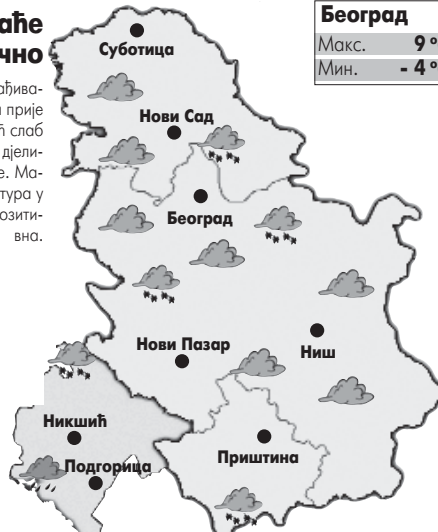 аће
чно
ађива-
прије
ћ слаб
дјели-
е. Ма-
тура у
озити-
вна.
Београд
Макс. 9°
Мин. - 4°
Суботица
Нови Сад
Београд
Нови Пазар
Ниш
Никшић
Подгорица
Приштина